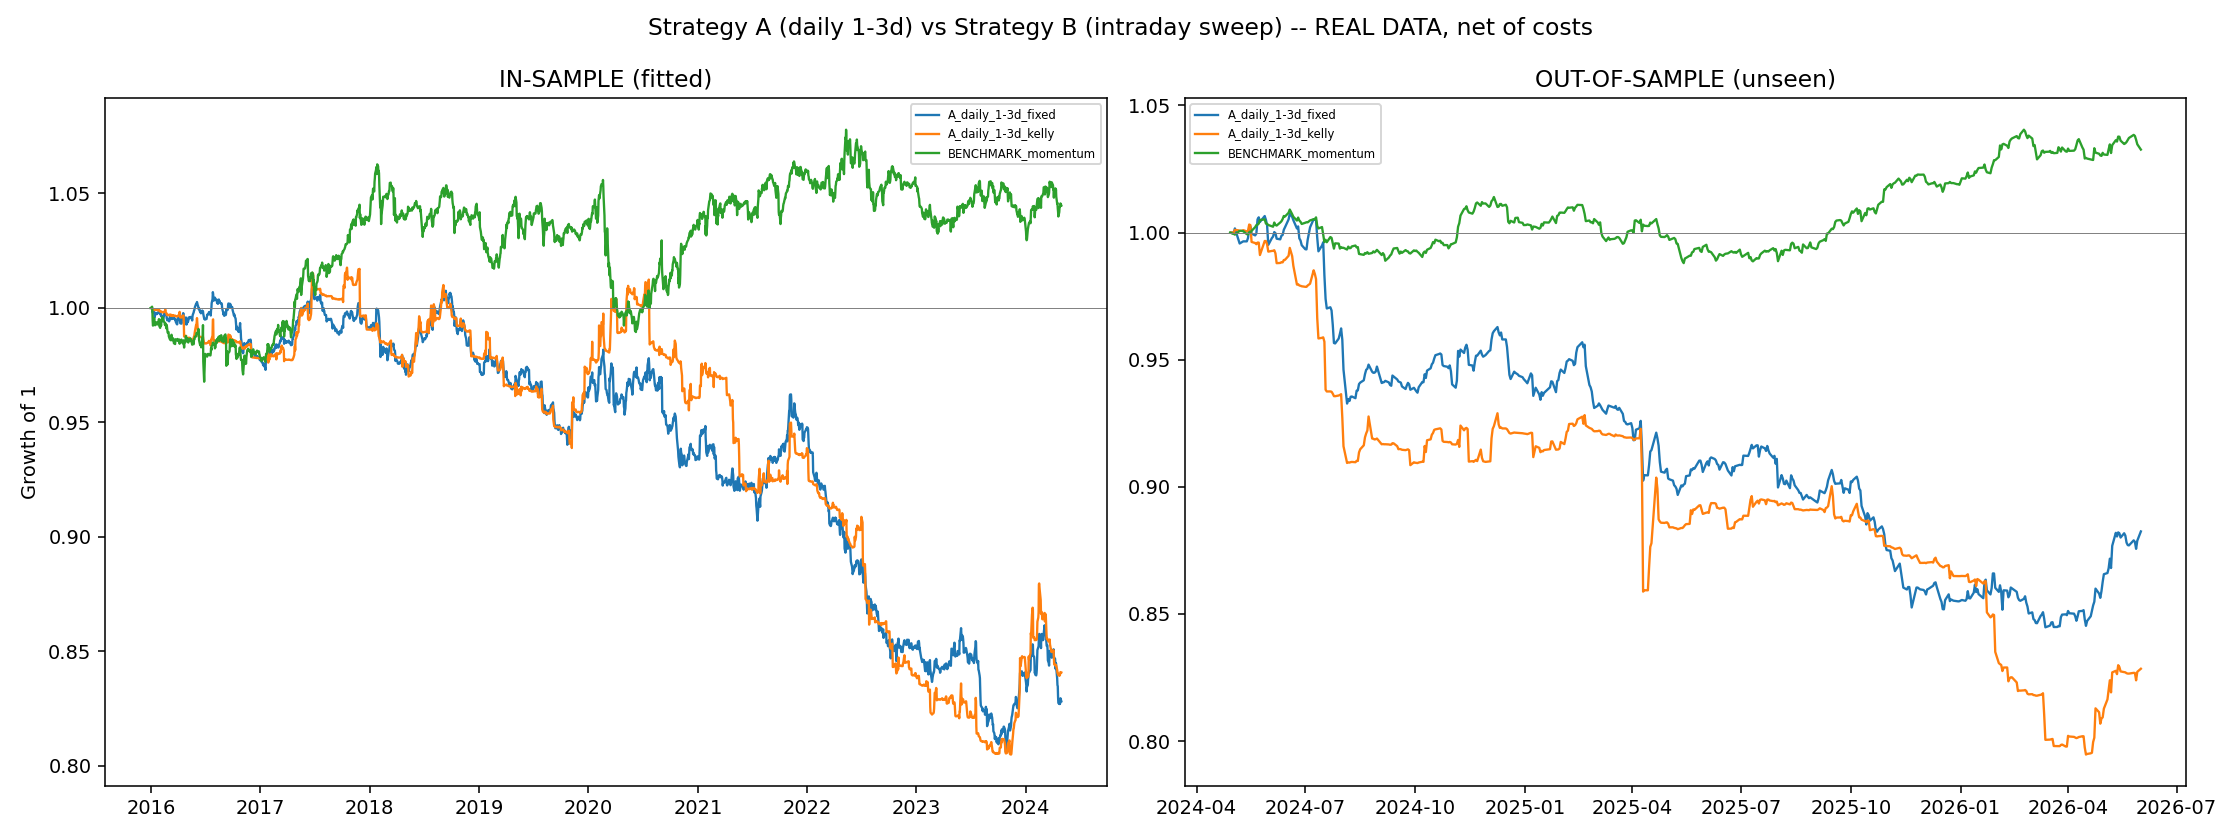 Strategy A (daily 1-3d) vs Strategy B (intraday sweep) -- REAL DATA, net of costs
IN-SAMPLE (fitted)
A_daily_1-3d_fixed
A_daily_1-3d_kelly
BENCHMARK_momentum
Growth of 1
1.05
1.00
0.95
0.90
0.85
0.80
2016 2017 2018 2019 2020 2021 2022 2023 2024
OUT-OF-SAMPLE (unseen)
A_daily_1-3d_fixed
A_daily_1-3d_kelly
BENCHMARK_momentum
1.05
1.00
0.95
0.90
0.85
0.80
2024-04 2024-07 2024-10 2025-01 2025-04 2025-07 2025-10 2026-01 2026-04 2026-07